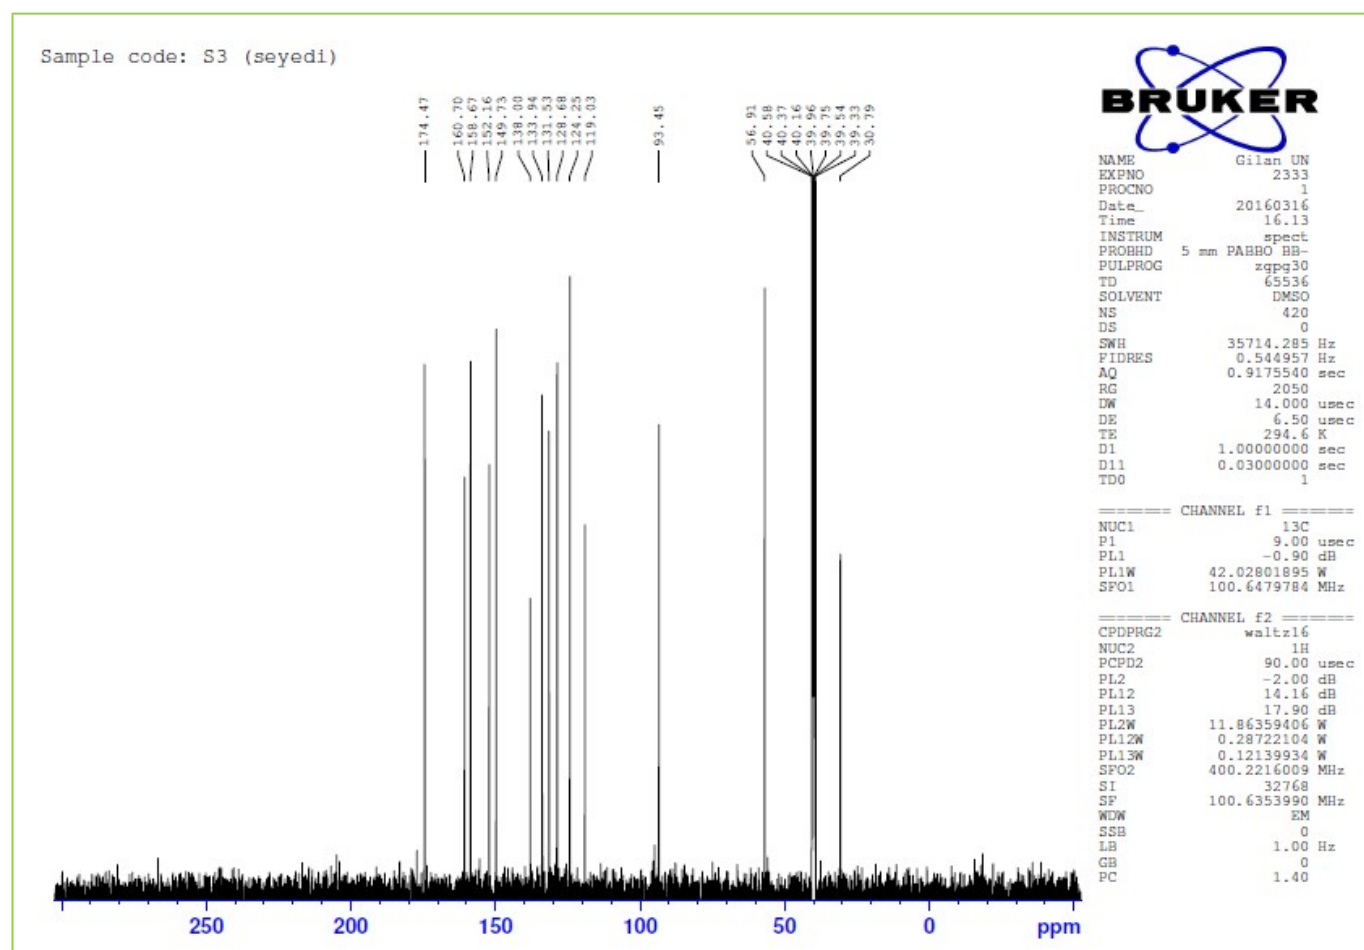 Sample code: S3 (seyedi)
174.47
160.70
158.67
152.16
149.73
138.00
133.94
131.53
128.68
124.25
119.03
93.45
56.91
40.58
40.37
40.16
39.96
39.75
39.54
39.33
30.79
BRUKER
NAME Gilan UN
EXPNO 2333
PROCNO 1
Date_ 20160316
Time 16.13
INSTRUM spect
PROBHD 5 mm PABBO BB-
PULPROG zgpg30
TD 65536
SOLVENT DMSO
NS 420
DS 0
SWH 35714.285 Hz
FIDRES 0.544957 Hz
AQ 0.9175540 sec
RG 2050
DW 14.000 usec
DE 6.50 usec
TE 294.6 K
D1 1.00000000 sec
D11 0.03000000 sec
TD0 1
======== CHANNEL f1 ========
NUC1 13C
P1 9.00 usec
PL1 -0.90 dB
PL1W 42.02801895 W
SFO1 100.6479784 MHz
======== CHANNEL f2 ========
CPDPRG2 waltz16
NUC2 1H
PCPD2 90.00 usec
PL2 -2.00 dB
PL12 14.16 dB
PL13 17.90 dB
PL2W 11.86359406 W
PL12W 0.28722104 W
PL13W 0.12139934 W
SFO2 400.2216009 MHz
SI 32768
SF 100.6353990 MHz
WDW EM
SSB 0
LB 1.00 Hz
GB 0
PC 1.40
250 200 150 100 50 0 ppm